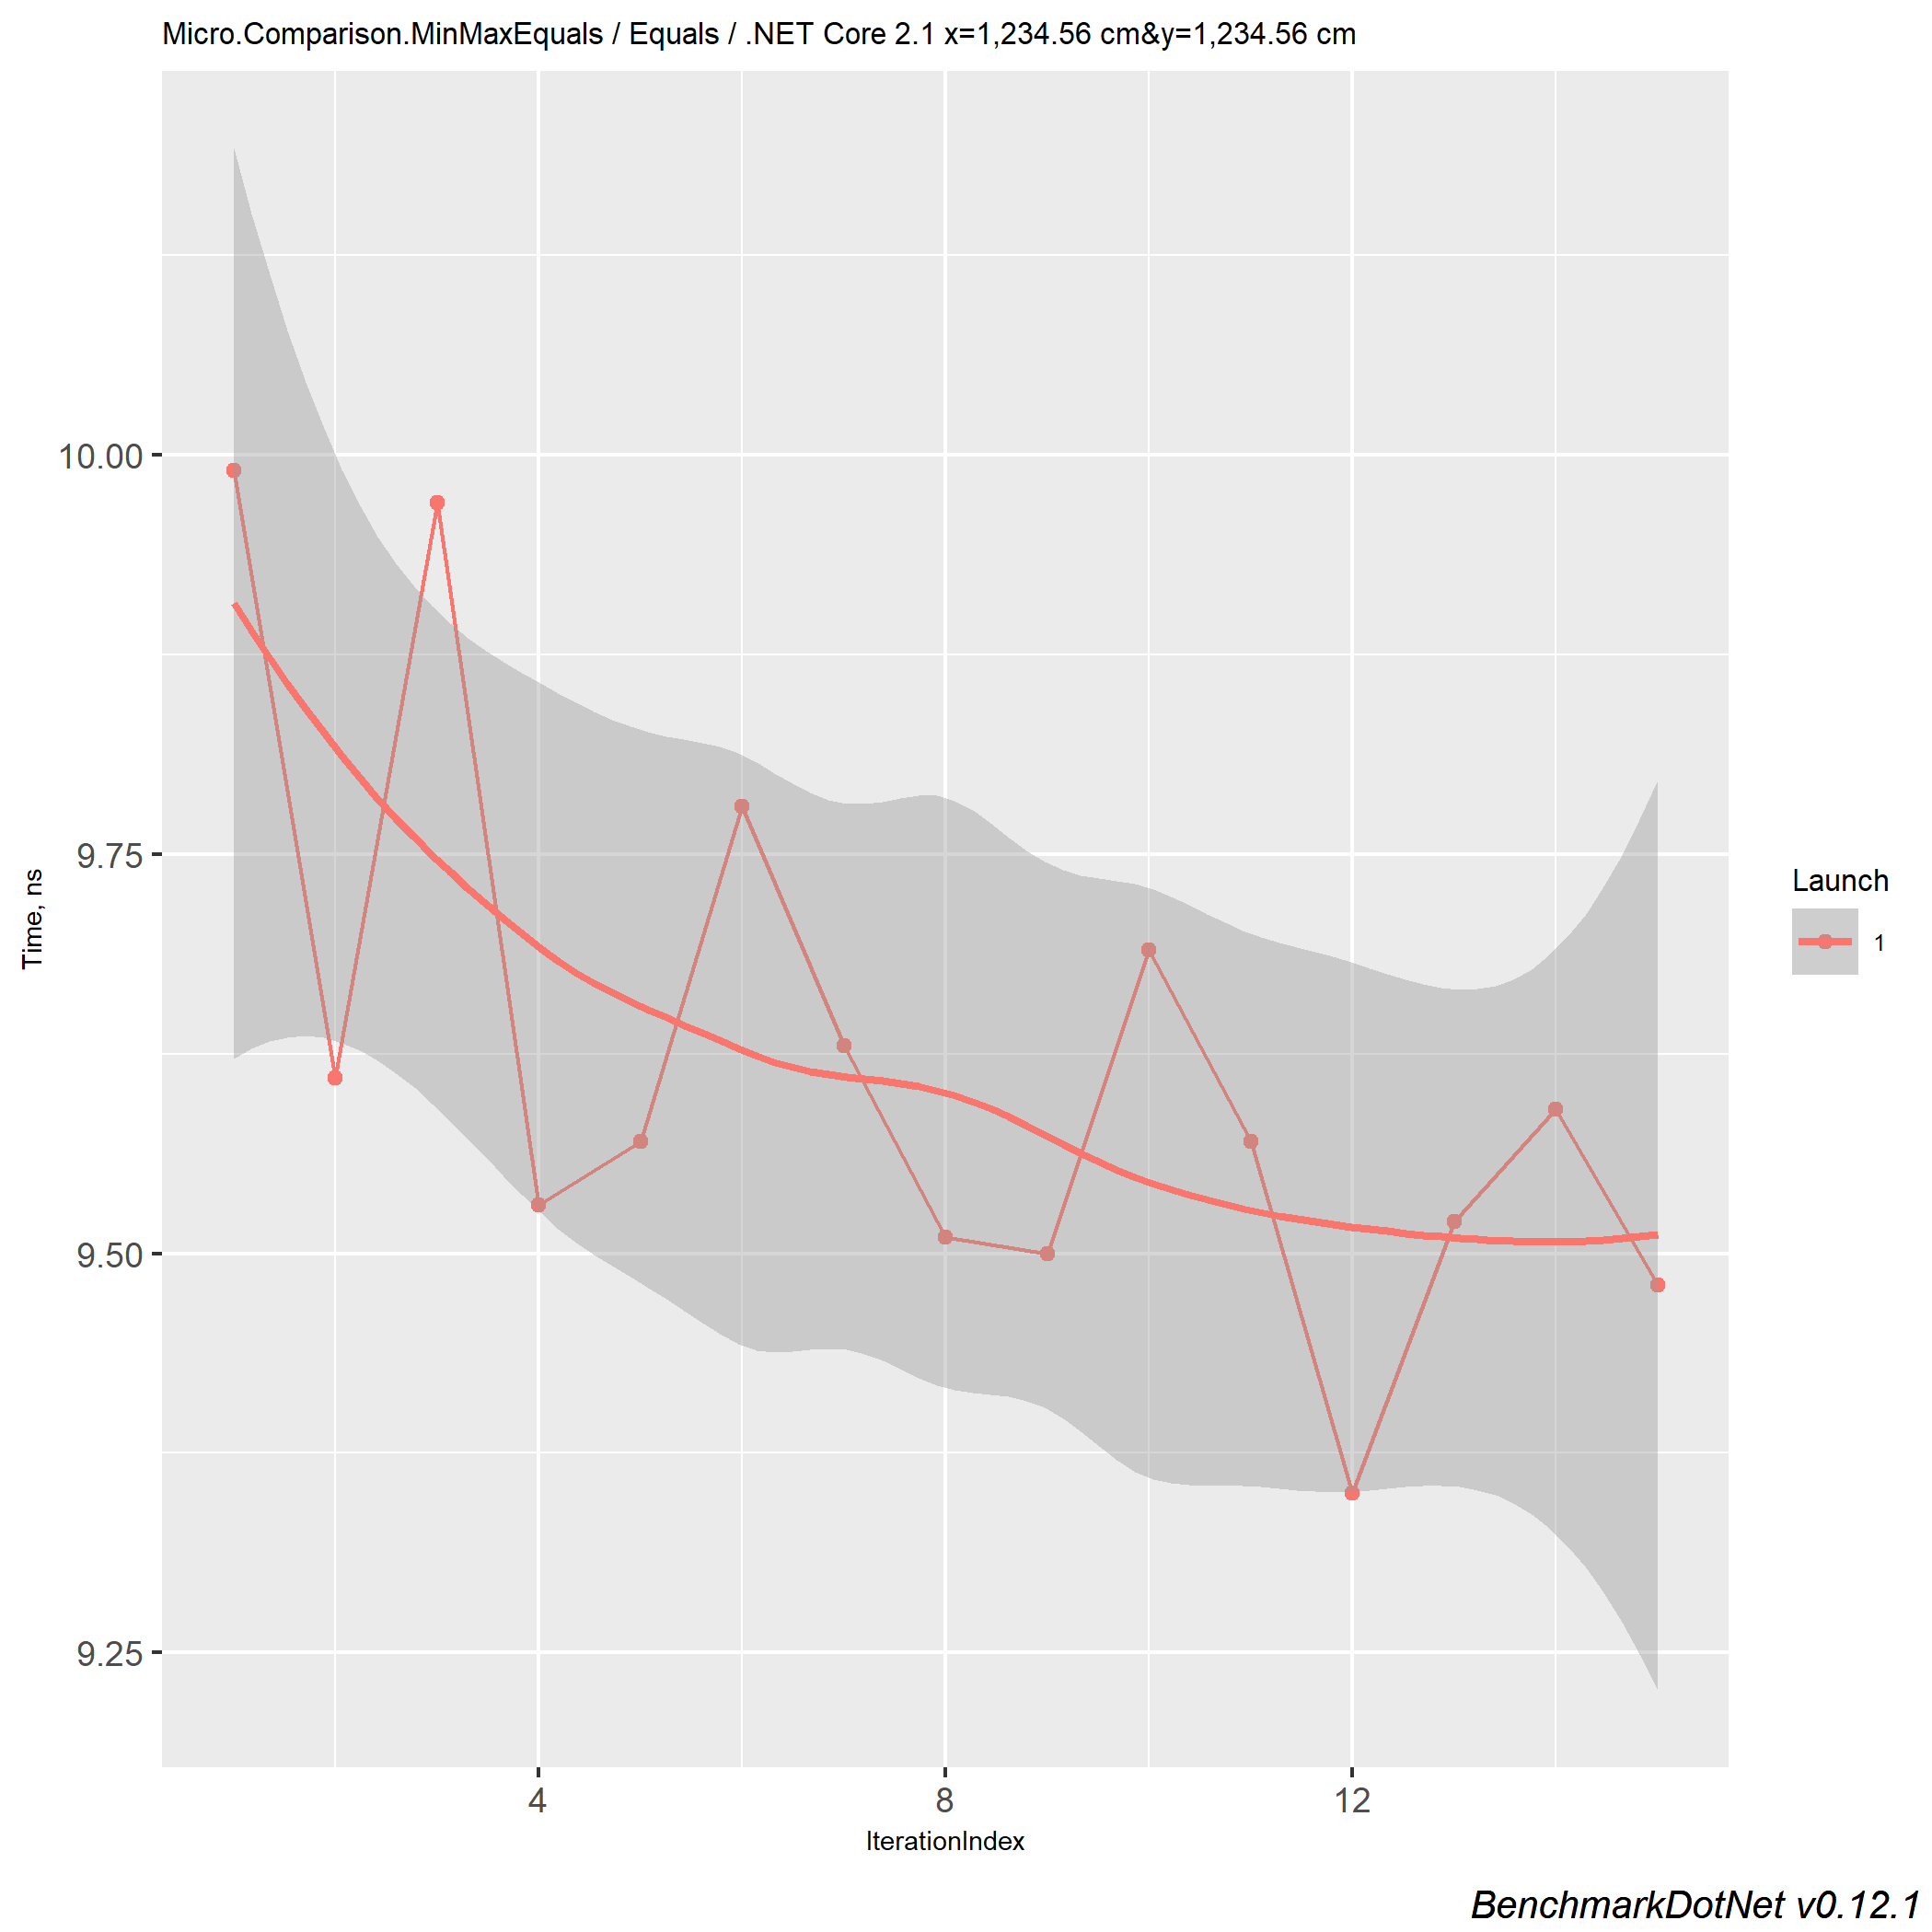 Micro.Comparison.MinMaxEquals / Equals / .NET Core 2.1 x=1,234.56 cm&y=1,234.56 cm
10.00
9.75
9.50
9.25
Time, ns
4
8
12
IterationIndex
Launch
1
BenchmarkDotNet v0.12.1